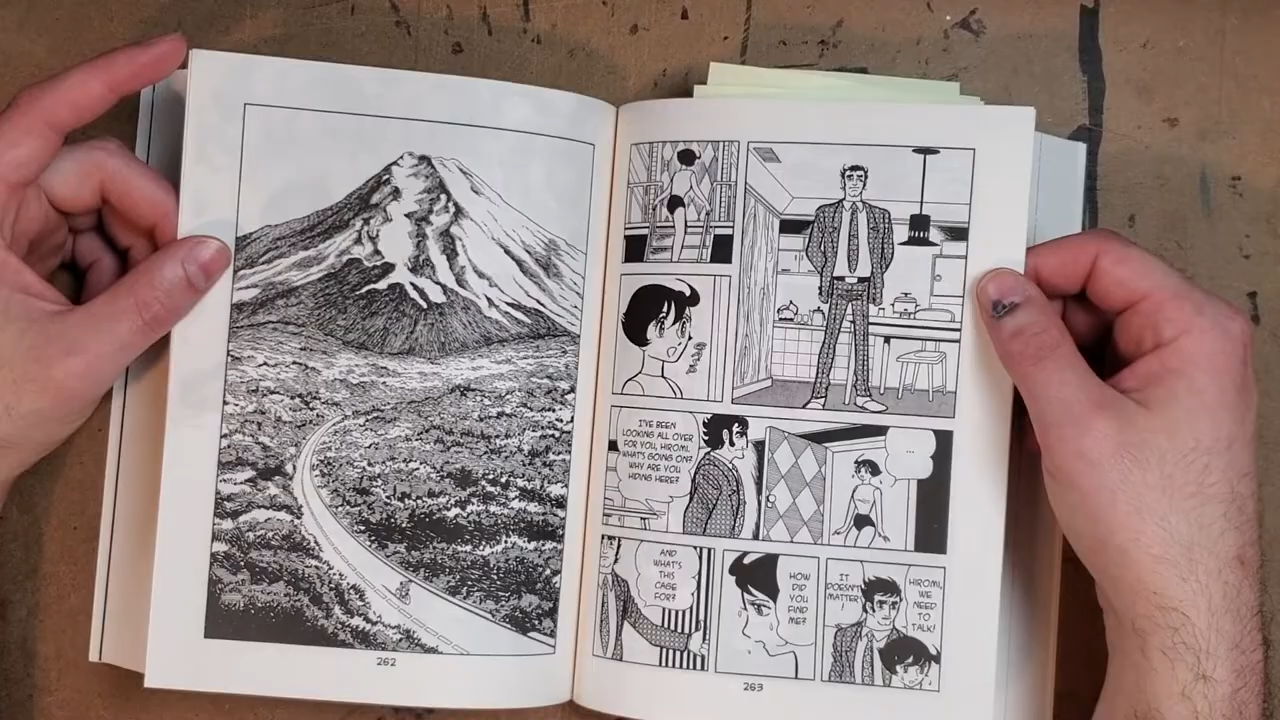 I'VE BEEN
LOOKING ALL OVER
FOR YOU, HIROMI.
WHAT'S GOING ON?
WHY ARE YOU
HIDING HERE?
...
AND
WHAT'S
THIS
CAGE
FOR?
HOW
DID
YOU
FIND
ME?
IT
DOESN'T
MATTER!
!
HIROMI,
WE
NEED
TO
TALK!
262
263